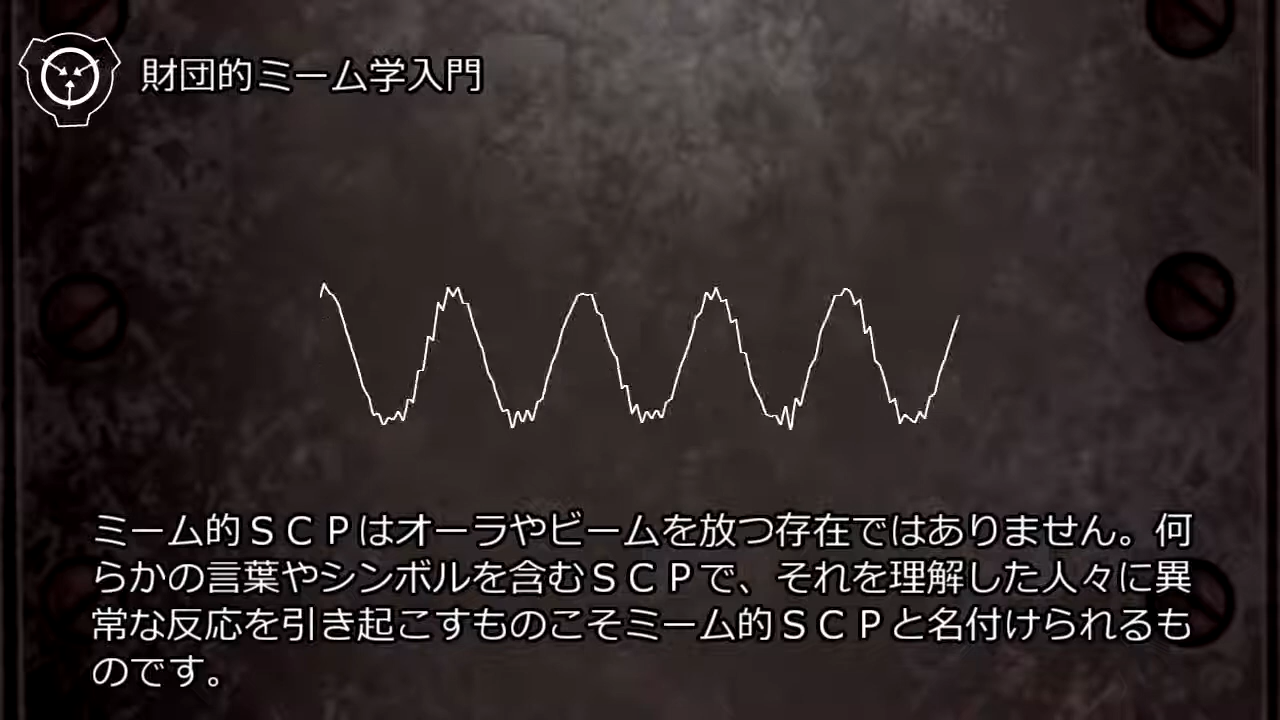 財団的ミーム学入門
ミーム的ＳＣＰはオーラやビームを放つ存在ではありません。何
らかの言葉やシンボルを含むＳＣＰで、それを理解した人々に異
常な反応を引き起こすものこそミーム的ＳＣＰと名付けられるも
のです。